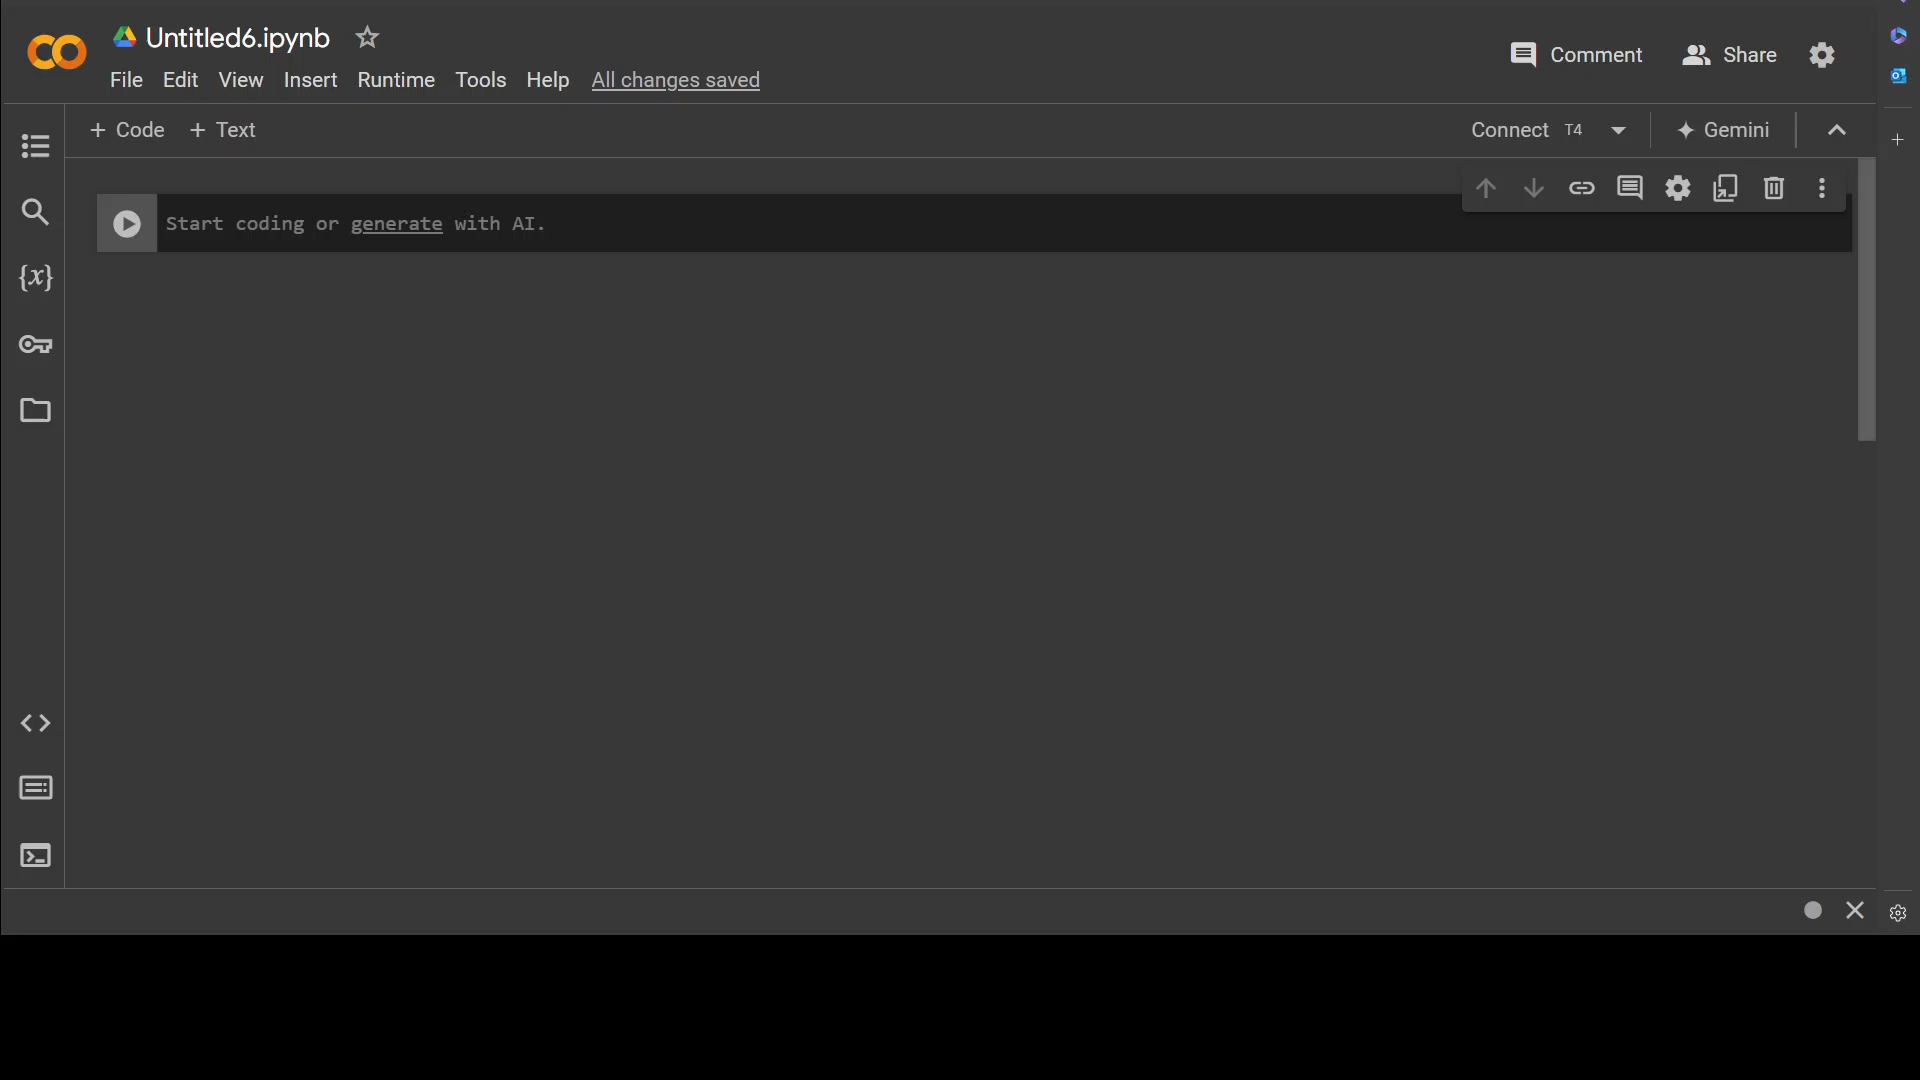 Untitled6.ipynb
File Edit View Insert Runtime Tools Help All changes saved
Comment Share
+ Code + Text
Connect T4 Gemini
Start coding or generate with AI.
{x}